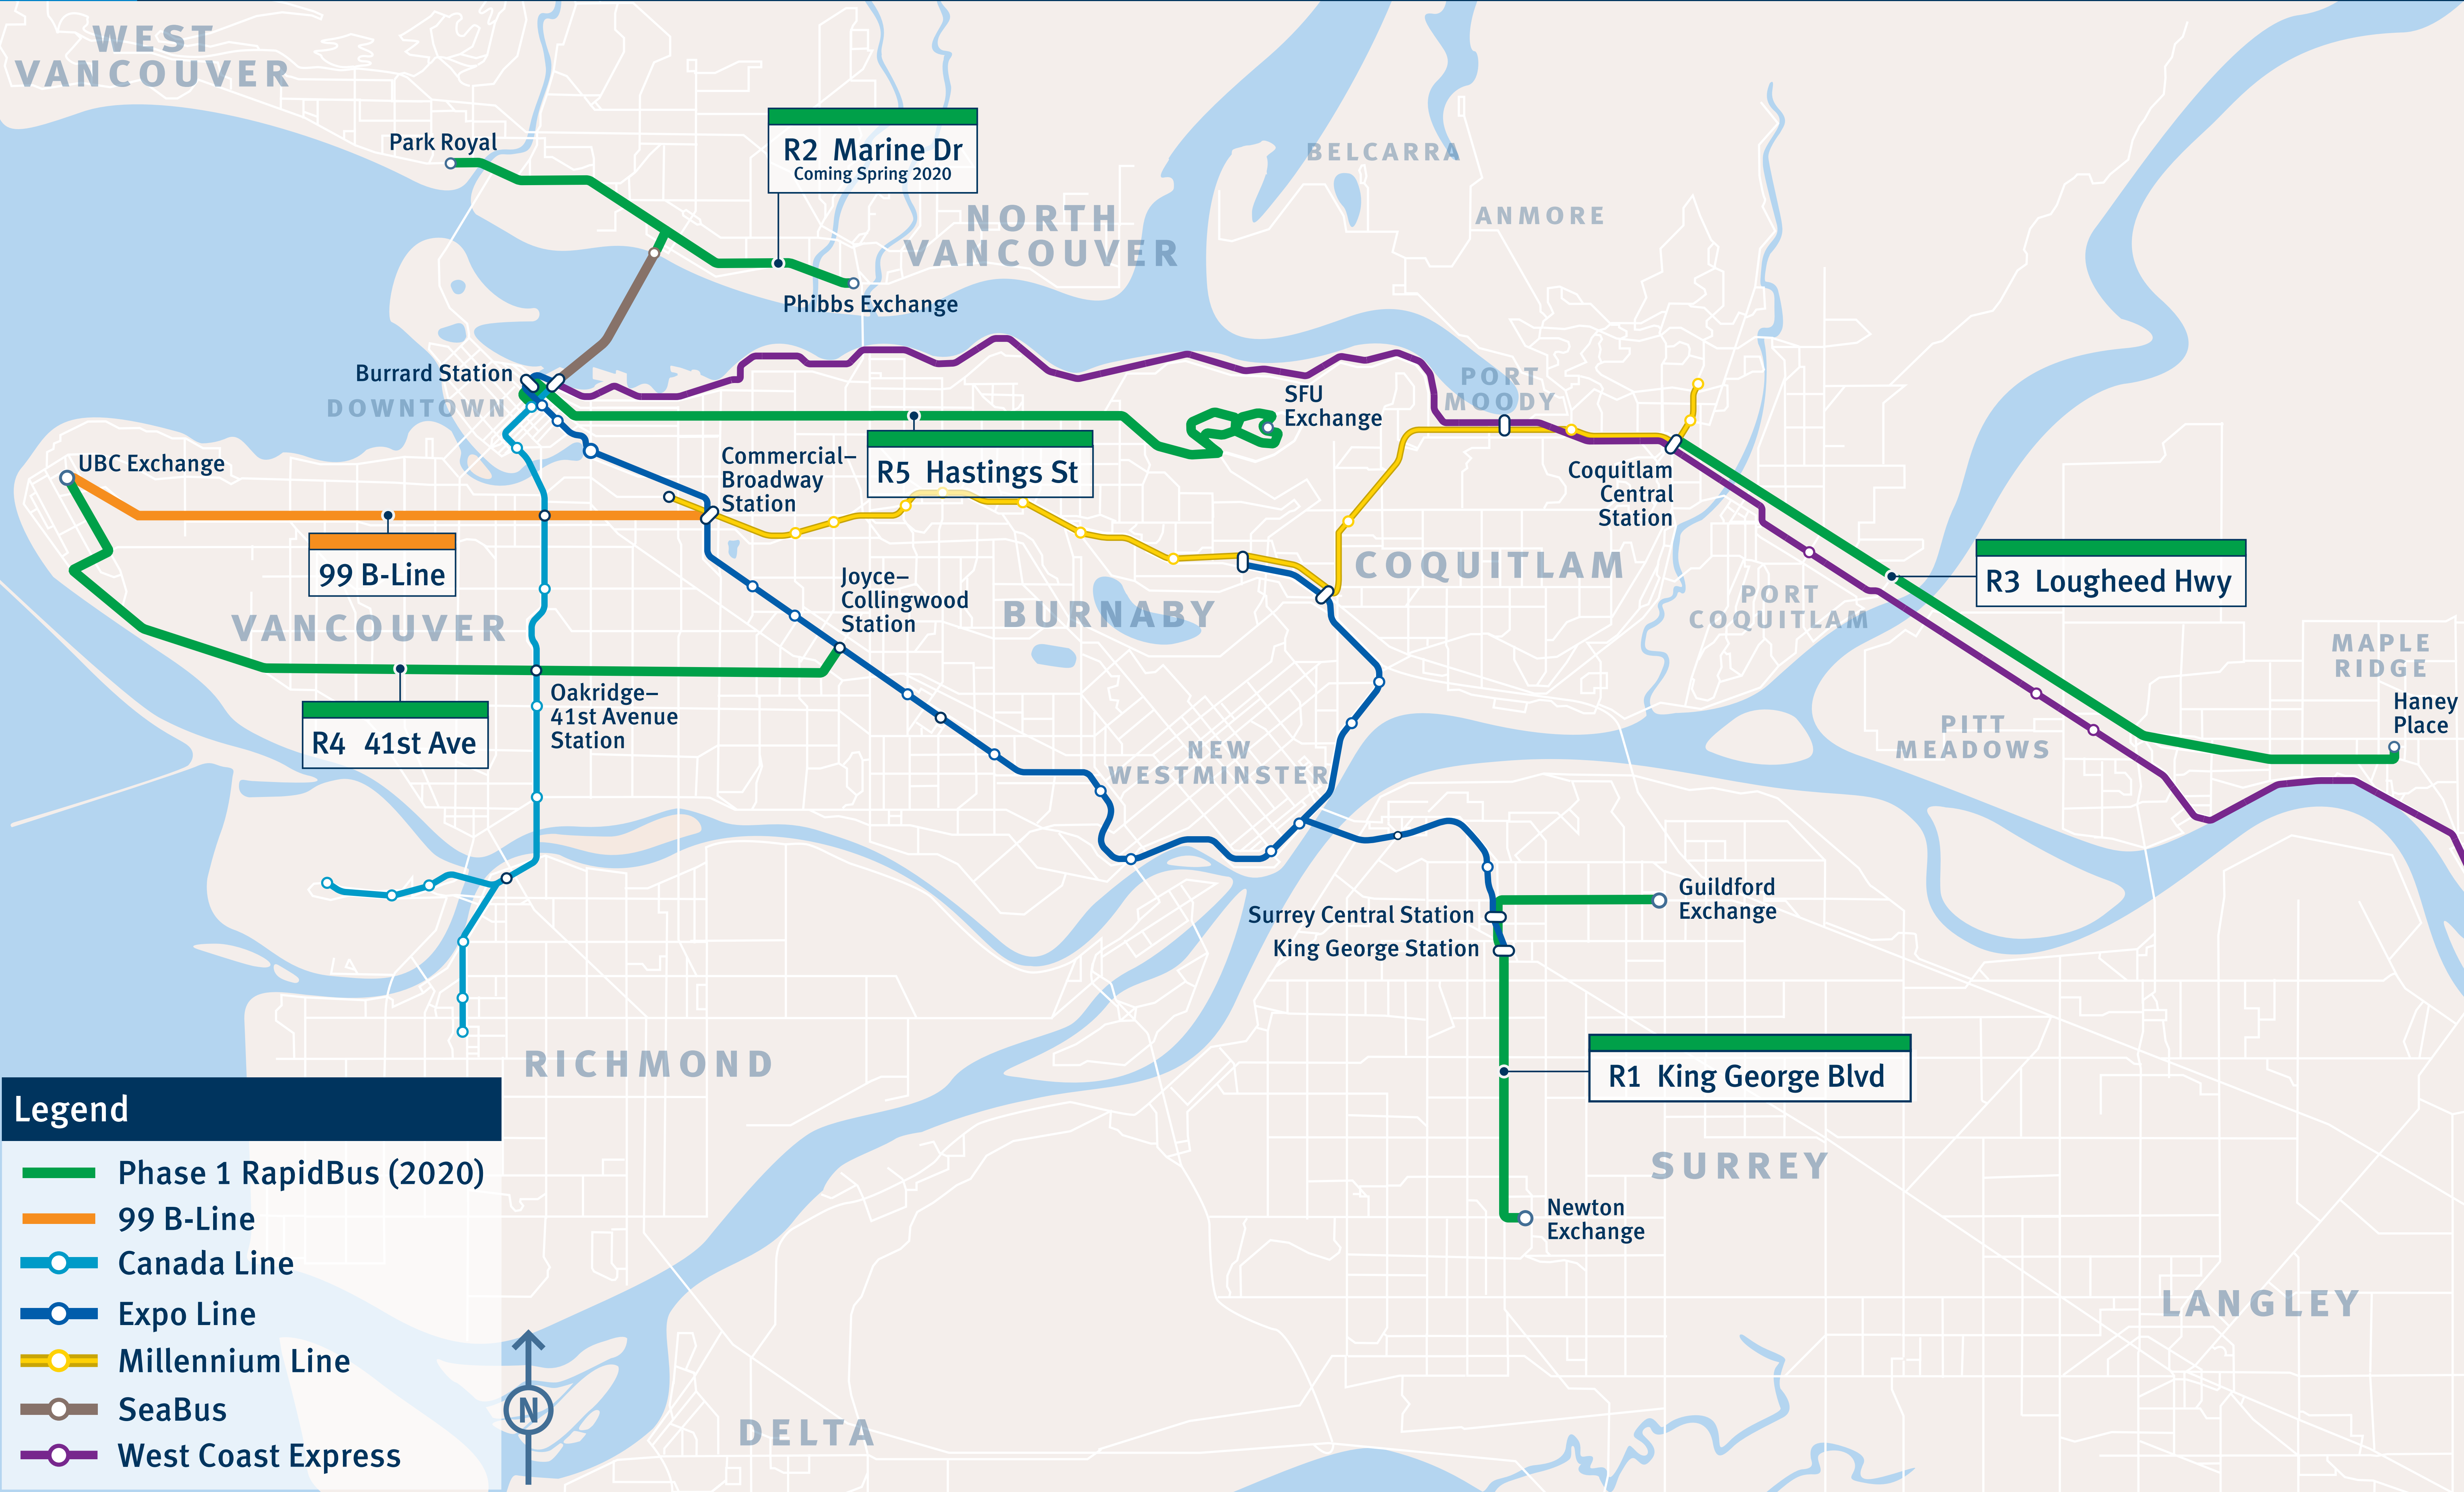 WEST
VANCOUVER
Park Royal
R2 Marine Dr
Coming Spring 2020
NORTH
VANCOUVER
Phibbs Exchange
BELCARRA
ANMORE
Burrard Station
DOWNTOWN
SFU
Exchange
PORT
MOODY
UBC Exchange
Commercial–
Broadway
Station
R5 Hastings St
Coquitlam
Central
Station
99 B-Line
COQUITLAM
R3 Lougheed Hwy
Joyce–
Collingwood
Station
VANCOUVER
BURNABY
PORT
COQUITLAM
MAPLE
RIDGE
Haney
Place
Oakridge–
41st Avenue
Station
R4 41st Ave
NEW
WESTMINSTER
PITT
MEADOWS
Guildford
Exchange
Surrey Central Station
King George Station
RICHMOND
R1 King George Blvd
SURREY
Newton
Exchange
LANGLEY
DELTA
Legend
Phase 1 RapidBus (2020)
99 B-Line
Canada Line
Expo Line
Millennium Line
SeaBus
West Coast Express
N